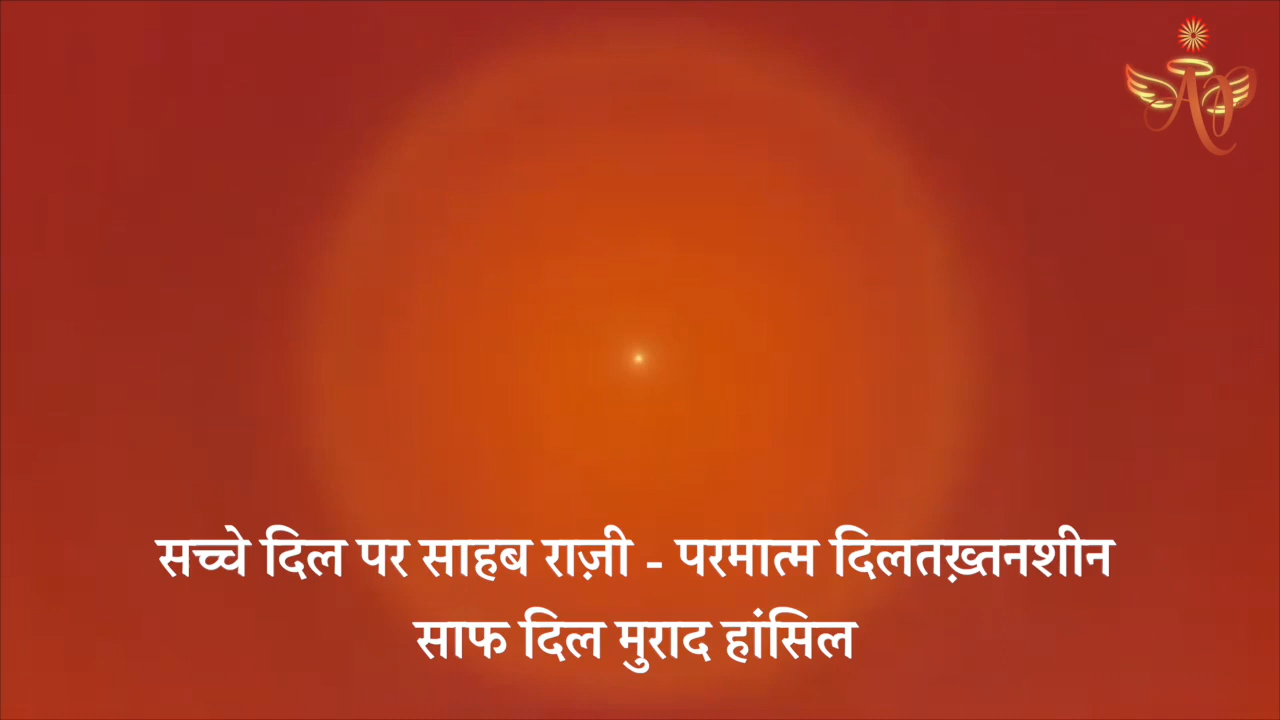 सच्चे दिल पर साहब राज़ी - परमात्म दिलतख़्तनशीन
साफ दिल मुराद हांसिल